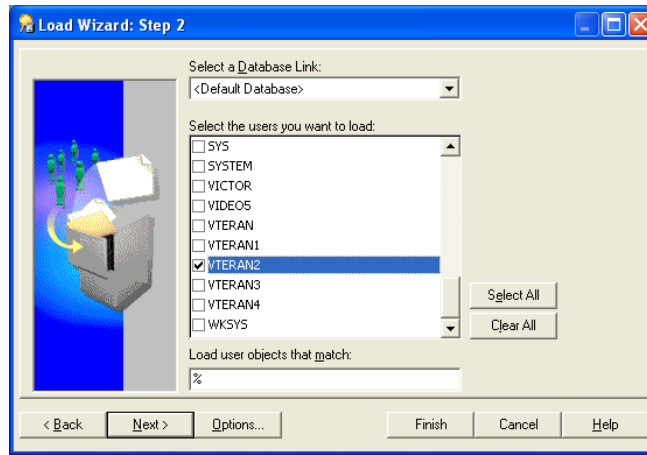 Load Wizard: Step 2
Select a Database Link:
<Default Database>
Select the users you want to load:
SYS
SYSTEM
VICTOR
VIDEO5
VTERAN
VTERAN1
VTERAN2
VTERAN3
VTERAN4
WKSYS
Select All
Clear All
Load user objects that match:
%
< Back
Next >
Options...
Finish
Cancel
Help